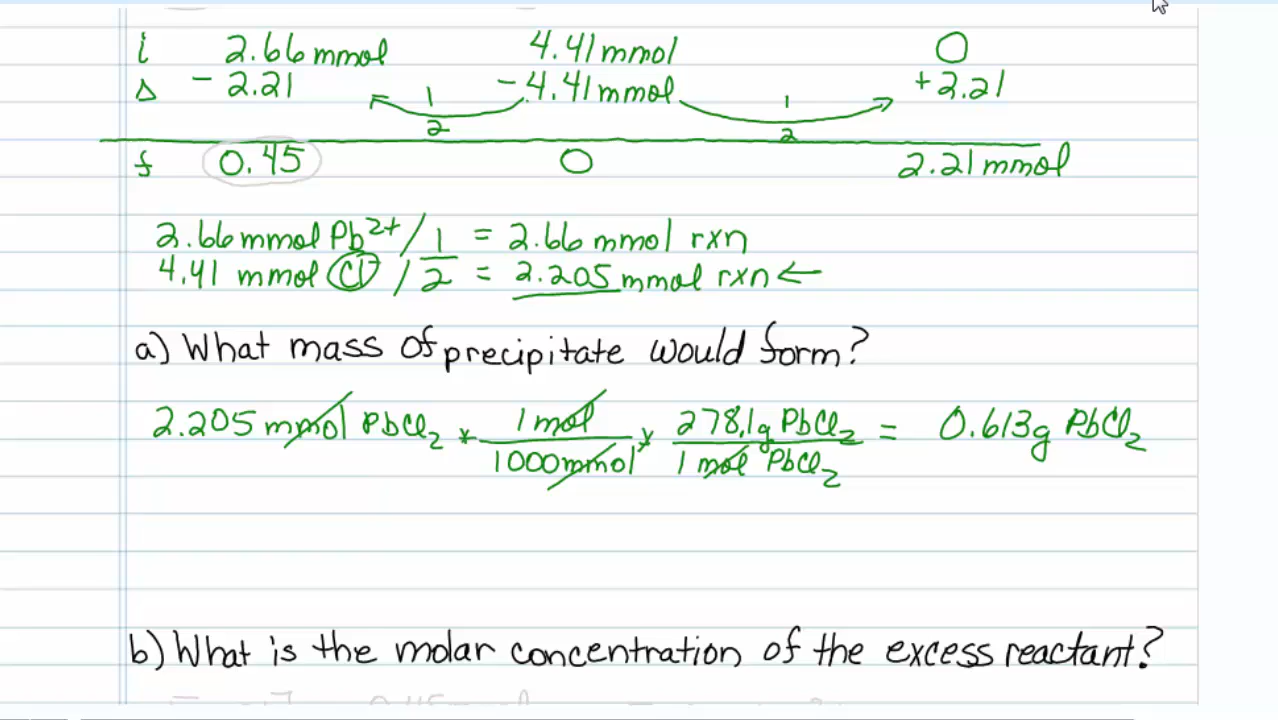 i 2.66 mmol 4.41 mmol 0
Δ - 2.21 - 4.41 mmol + 2.21
1 1
2 2
f 0.45 0 2.21 mmol
2.66 mmol Pb²⁺ / 1 = 2.66 mmol rxn
4.41 mmol Cl⁻ / 2 = 2.205 mmol rxn ←
a) What mass of precipitate would form?
2.205 mmol PbCl₂ * 1 mol / 1000 mmol * 278.1g PbCl₂ / 1 mol PbCl₂ = 0.613g PbCl₂
b) What is the molar concentration of the excess reactant?